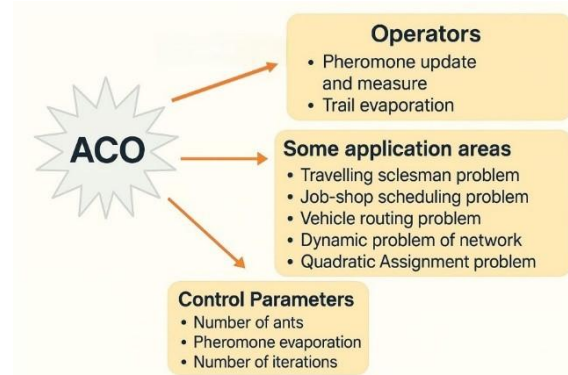 ACO
Operators
• Pheromone update
and measure
• Trail evaporation
Some application areas
• Travelling sclesman problem
• Job-shop scheduling problem
• Vehicle routing problem
• Dynamic problem of network
• Quadratic Assignment problem
Control Parameters
• Number of ants
• Pheromone evaporation
• Number of iterations